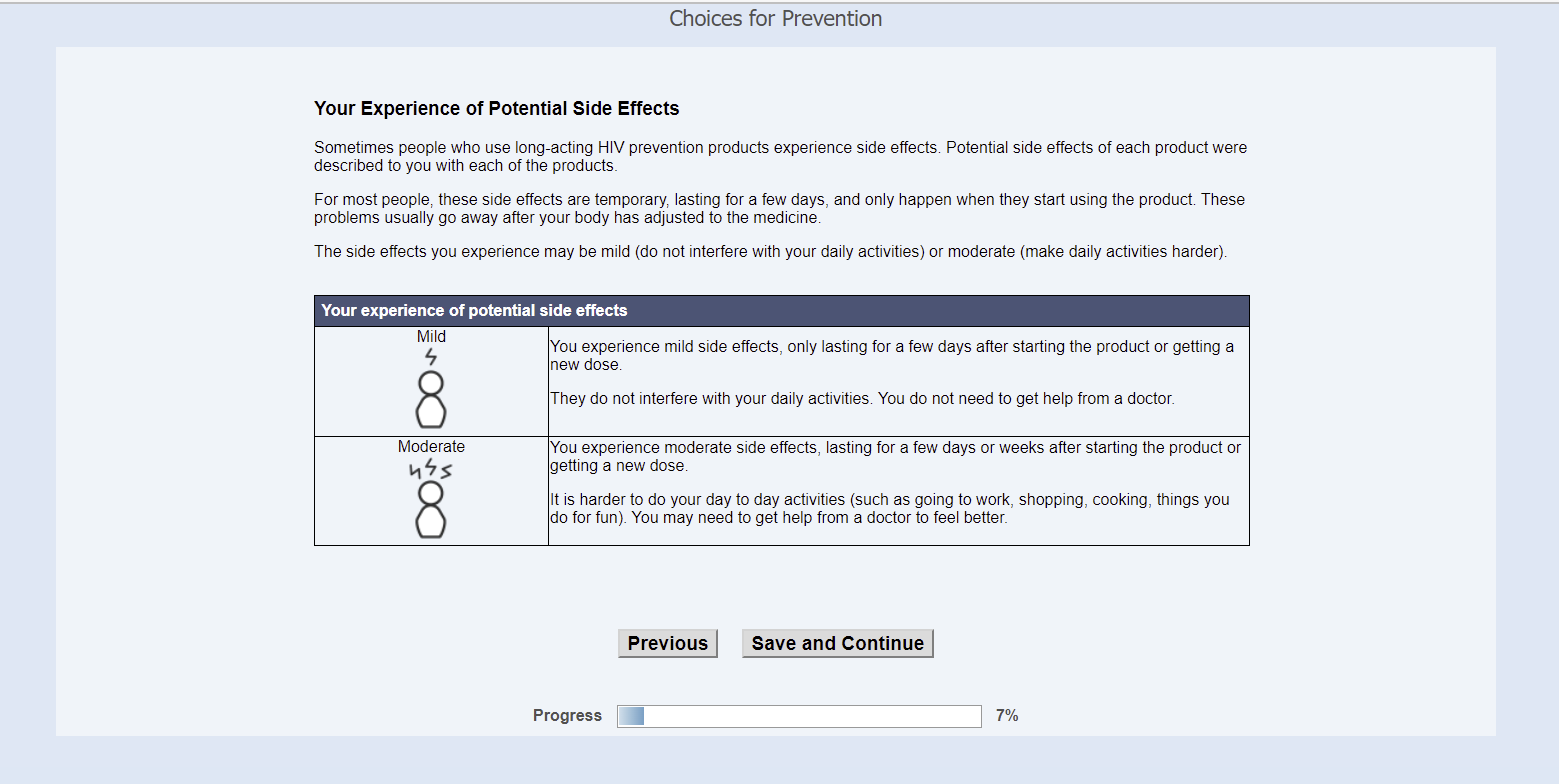 Choices for Prevention
Your Experience of Potential Side Effects
Sometimes people who use long-acting HIV prevention products experience side effects. Potential side effects of each product were
described to you with each of the products.
For most people, these side effects are temporary, lasting for a few days, and only happen when they start using the product. These
problems usually go away after your body has adjusted to the medicine.
The side effects you experience may be mild (do not interfere with your daily activities) or moderate (make daily activities harder).
Your experience of potential side effects
Mild
You experience mild side effects, only lasting for a few days after starting the product or getting a
new dose.
They do not interfere with your daily activities. You do not need to get help from a doctor.
Moderate
You experience moderate side effects, lasting for a few days or weeks after starting the product or
getting a new dose.
It is harder to do your day to day activities (such as going to work, shopping, cooking, things you
do for fun). You may need to get help from a doctor to feel better.
Previous Save and Continue
Progress 7%